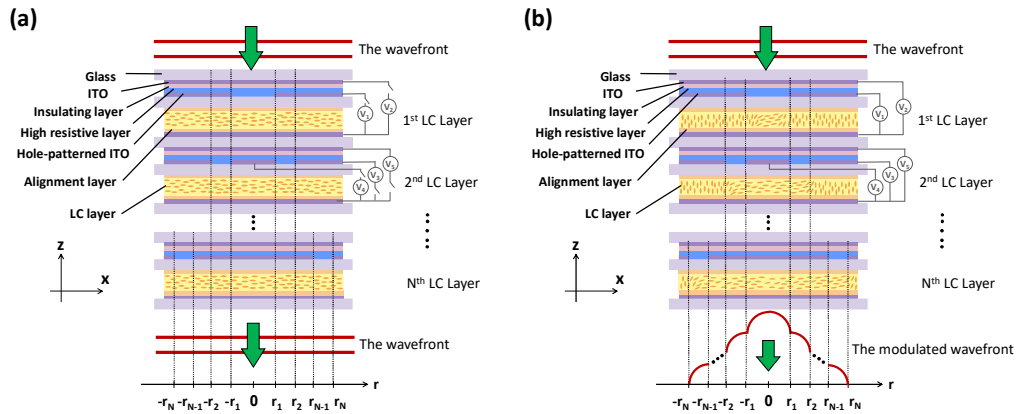 (a)
The wavefront
Glass
ITO
Insulating layer
High resistive layer
Hole-patterned ITO
Alignment layer
LC layer
V1
V2
1st LC Layer
V3
V4
V5
2nd LC Layer
Nth LC Layer
z
x
The wavefront
-rN -rN-1 -r2 -r1 0 r1 r2 rN-1 rN
r
(b)
The wavefront
Glass
ITO
Insulating layer
High resistive layer
Hole-patterned ITO
Alignment layer
LC layer
V1
V2
1st LC Layer
V3
V4
V5
2nd LC Layer
Nth LC Layer
z
x
The modulated wavefront
-rN -rN-1 -r2 -r1 0 r1 r2 rN-1 rN
r